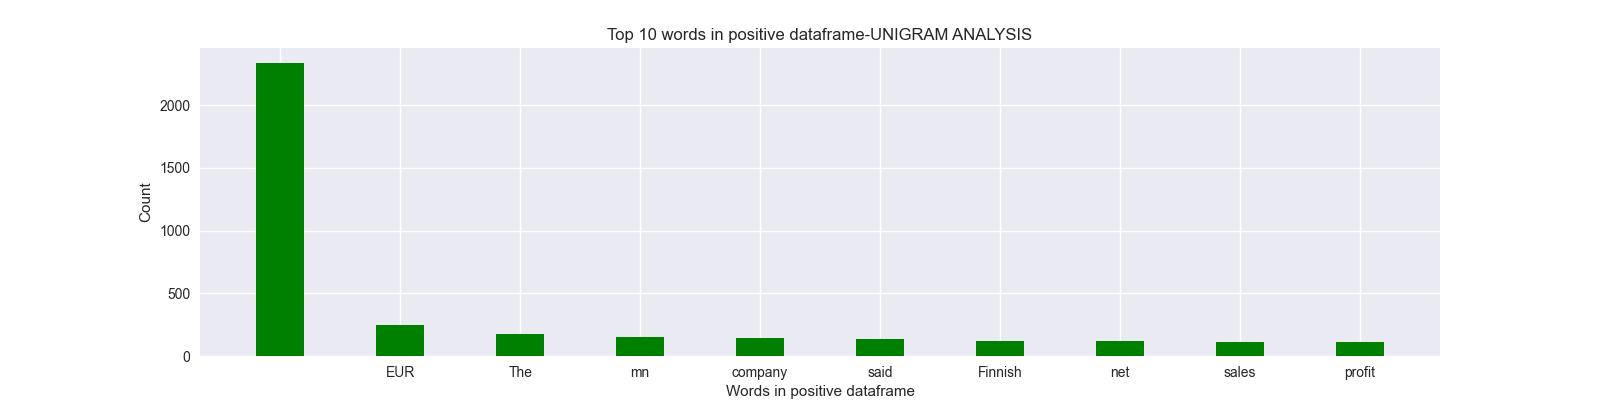 Top 10 words in positive dataframe-UNIGRAM ANALYSIS
Count
2000
1500
1000
500
0
EUR The mn company said Finnish net sales profit
Words in positive dataframe